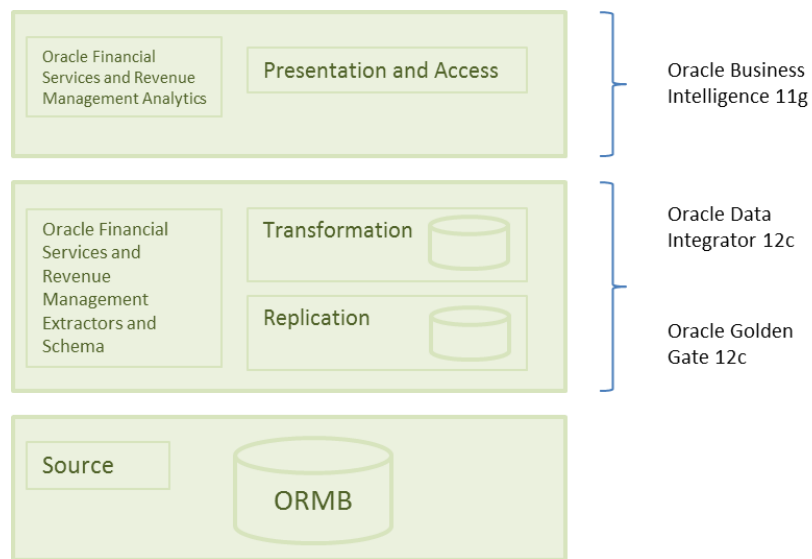 Oracle Financial
Services and Revenue
Management Analytics
Presentation and Access
Oracle Business
Intelligence 11g
Oracle Financial
Services and
Revenue
Management
Extractors and
Schema
Transformation
Replication
Oracle Data
Integrator 12c
Oracle Golden
Gate 12c
Source
ORMB